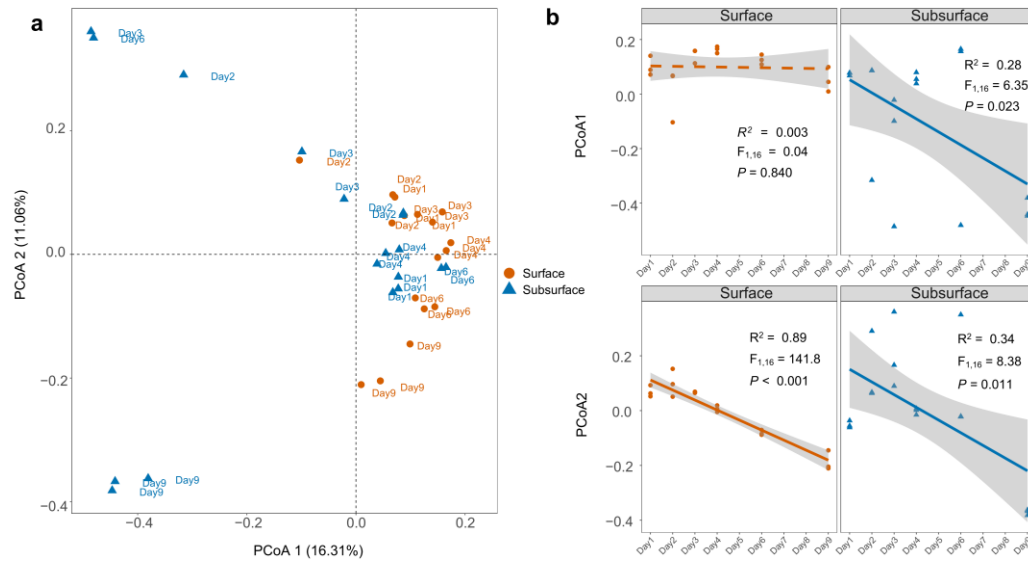 a
Day3
Day6
Day2
Day3
Day2
Day3
Day2
Day1
Day2
Day3
Day3
Day3
Day2
Day1
Day1
Day2
Day4
Day4
Day4
Day4
Day4
Day4
Day1
Day6
Day6
Day1
Day1
Day6
Day6
Day6
Day9
Day9
Day9
Day9
Day9
Day9
0.2
0.0
−0.2
−0.4
−0.4
−0.2
0.0
0.2
PCoA 1 (16.31%)
PCoA 2 (11.06%)
Surface
Subsurface
b
Surface
Subsurface
0.2
0.0
−0.2
−0.4
PCoA1
R² = 0.003
F1,16 = 0.04
P = 0.840
R² = 0.28
F1,16 = 6.35
P = 0.023
Day1 Day2 Day3 Day4 Day5 Day6 Day7 Day8 Day9
Day1 Day2 Day3 Day4 Day5 Day6 Day7 Day8 Day9
Surface
Subsurface
0.2
0.0
−0.2
−0.4
PCoA2
R² = 0.89
F1,16 = 141.8
P < 0.001
R² = 0.34
F1,16 = 8.38
P = 0.011
Day1 Day2 Day3 Day4 Day5 Day6 Day7 Day8 Day9
Day1 Day2 Day3 Day4 Day5 Day6 Day7 Day8 Day9